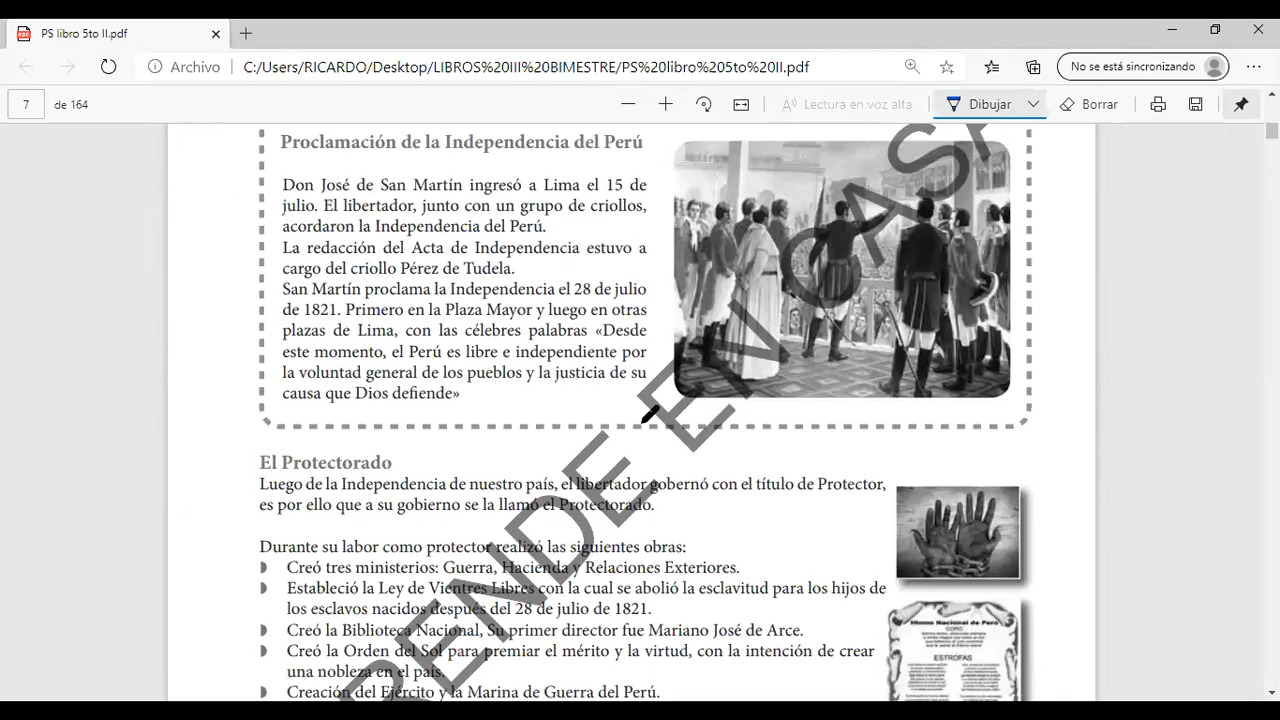 PS libro 5to II.pdf
Archivo C:/Users/RICARDO/Desktop/LIBROS%20III%20BIMESTRE/PS%20libro%205to%20II.pdf
No se está sincronizando
7 de 164
Lectura en voz alta
Dibujar
Borrar
Proclamación de la Independencia del Perú
Don José de San Martín ingresó a Lima el 15 de
julio. El libertador, junto con un grupo de criollos,
acordaron la Independencia del Perú.
La redacción del Acta de Independencia estuvo a
cargo del criollo Pérez de Tudela.
San Martín proclama la Independencia el 28 de julio
de 1821. Primero en la Plaza Mayor y luego en otras
plazas de Lima, con las célebres palabras «Desde
este momento, el Perú es libre e independiente por
la voluntad general de los pueblos y la justicia de su
causa que Dios defiende»
El Protectorado
Luego de la Independencia de nuestro país, el libertador gobernó con el título de Protector,
es por ello que a su gobierno se la llamó el Protectorado.
Durante su labor como protector realizó las siguientes obras:
Creó tres ministerios: Guerra, Hacienda y Relaciones Exteriores.
Estableció la Ley de Vientres Libres con la cual se abolió la esclavitud para los hijos de
los esclavos nacidos después del 28 de julio de 1821.
Creó la Biblioteca Nacional, Su primer director fue Mariano José de Arce.
Creó la Orden del para premiar el mérito y la virtud, con la intención de crear
nobleza en el
Creación del Ejército y la Marina de Guerra del Perú.
Himno Nacional de Perú
CORO
ESTROFAS
ENDE EN CASA